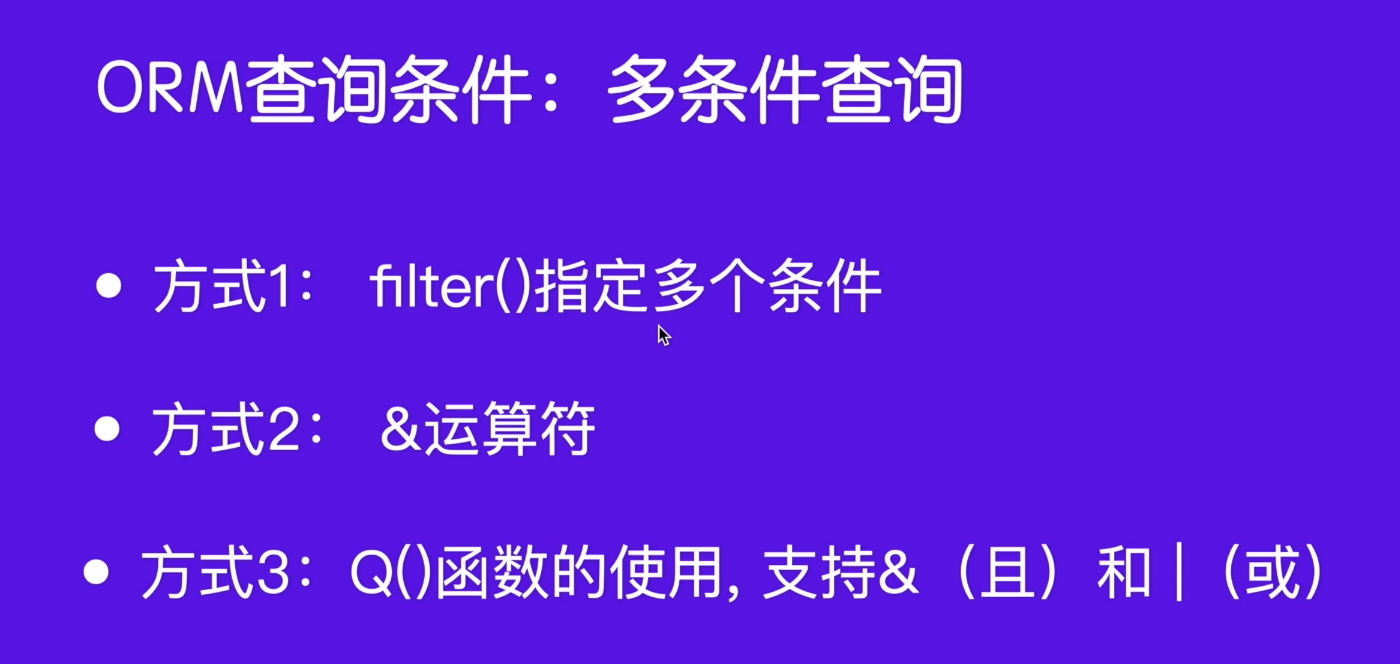 ORM查询条件：多条件查询
● 方式1： filter()指定多个条件
● 方式2： &运算符
● 方式3：Q()函数的使用, 支持&（且）和 |（或）